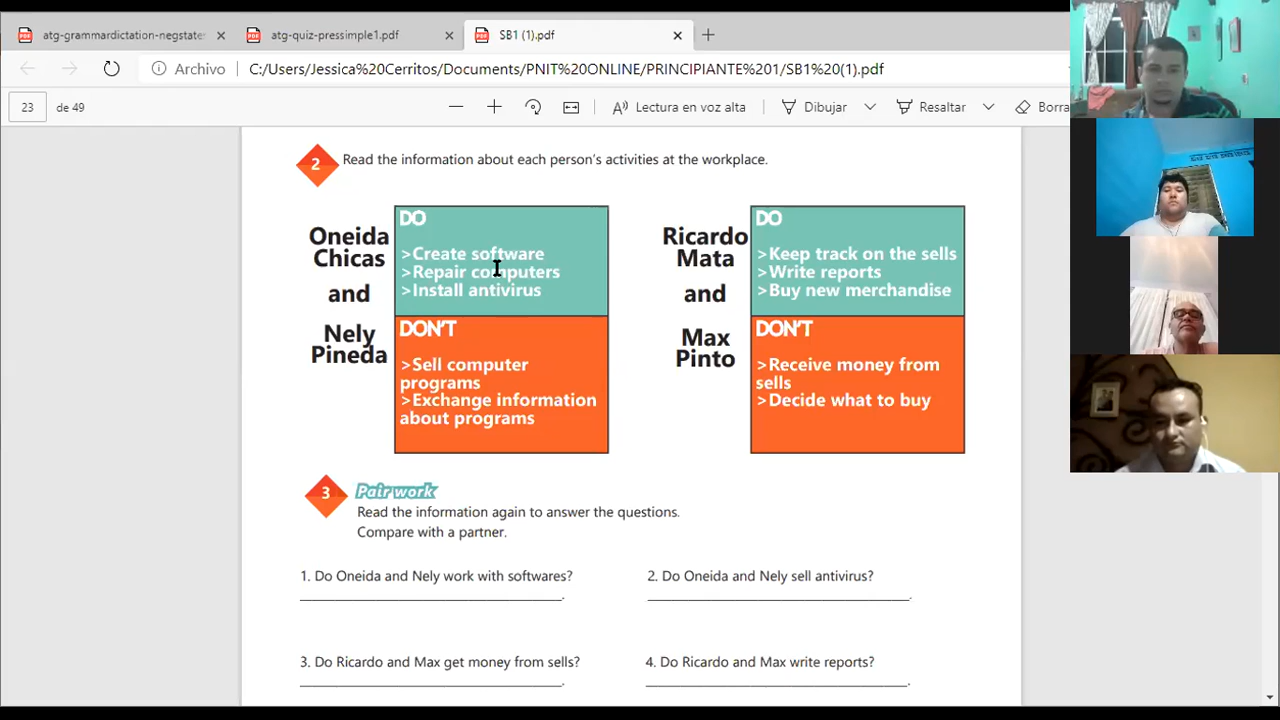 atg-grammardictation-negstate
atg-quiz-pressimple1.pdf
SB1 (1).pdf
Archivo
C:/Users/Jessica%20Cerritos/Documents/PNIT%20ONLINE/PRINCIPIANTE%201/SB1%20(1).pdf
23
de 49
Lectura en voz alta
Dibujar
Resaltar
Borra
2
Read the information about each person's activities at the workplace.
Oneida
Chicas
and
Nely
Pineda
DO
>Create software
>Repair computers
>Install antivirus
DON'T
>Sell computer
programs
>Exchange information
about programs
Ricardo
Mata
and
Max
Pinto
DO
>Keep track on the sells
>Write reports
>Buy new merchandise
DON'T
>Receive money from
sells
>Decide what to buy
3
Pair work
Read the information again to answer the questions.
Compare with a partner.
1. Do Oneida and Nely work with softwares?
2. Do Oneida and Nely sell antivirus?
3. Do Ricardo and Max get money from sells?
4. Do Ricardo and Max write reports?